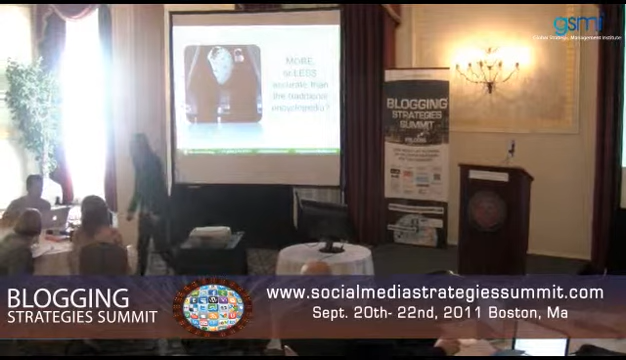 gsmi
Global Strategic Management Institute
MORE,
or LESS
accurate than
the traditional
encyclopedia?
BLOGGING
STRATEGIES
SUMMIT
BLOGGING
STRATEGIES SUMMIT
www.socialmediastrategiessummit.com
Sept. 20th- 22nd, 2011 Boston, Ma